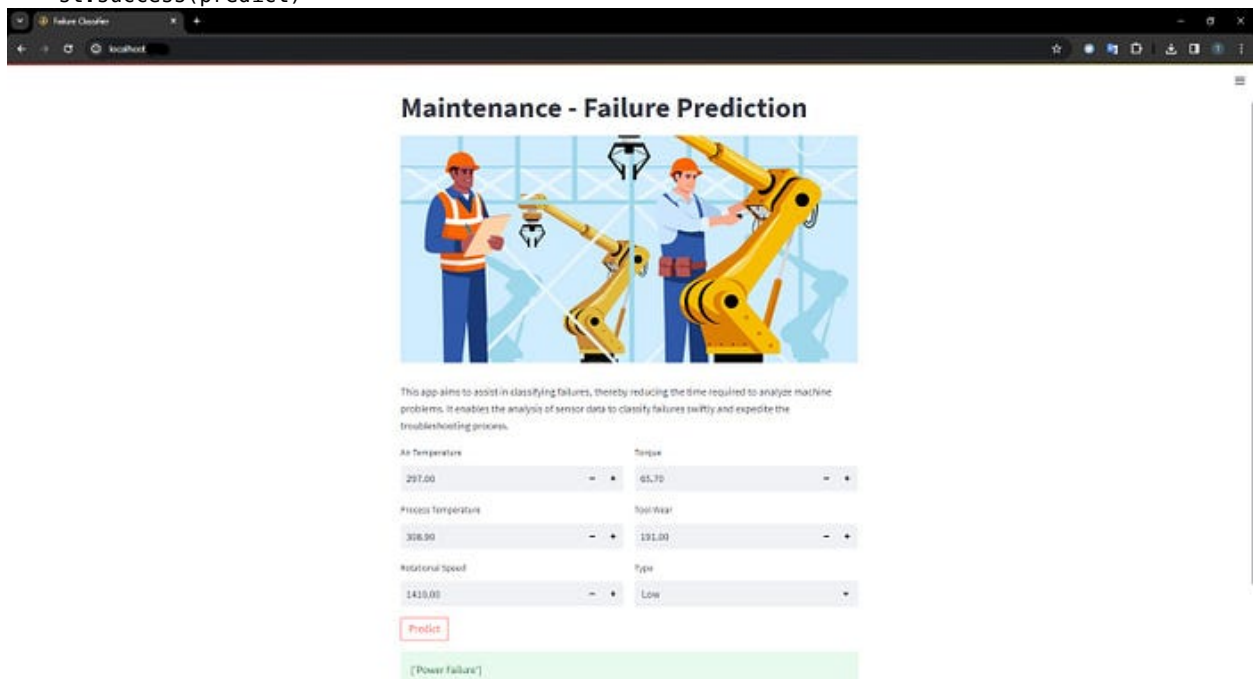 st.success(predict)
Failure Classifier
localhost
Maintenance - Failure Prediction
This app aims to assist in classifying failures, thereby reducing the time required to analyze machine
problems. It enables the analysis of sensor data to classify failures swiftly and expedite the
troubleshooting process.
Air Temperature
297.00
Torque
65.70
Process Temperature
308.90
Tool Wear
191.00
Rotational Speed
1410.00
Type
Low
Predict
['Power Failure']